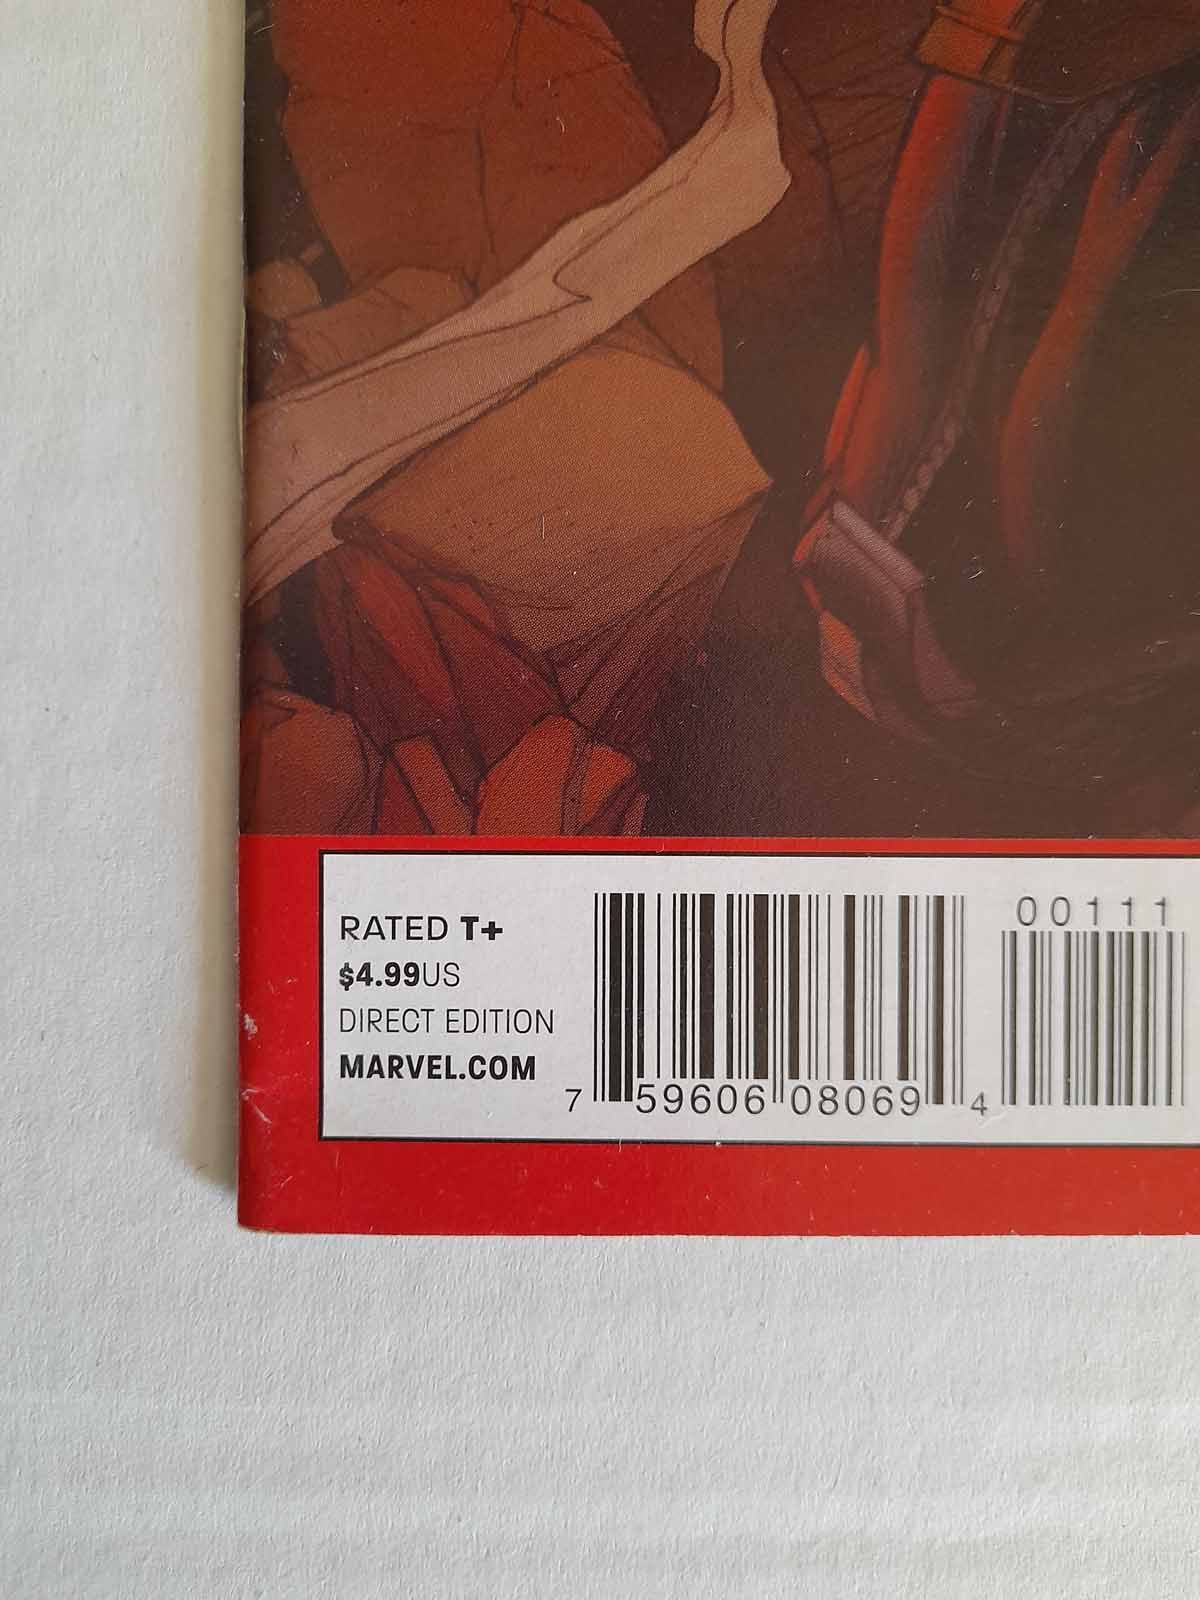 RATED T+
$4.99US
DIRECT EDITION
MARVEL.COM
00111
7 59606 08069 4